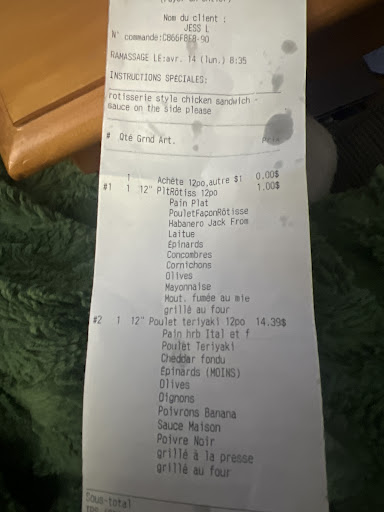 Nom du client :
JESS L
N° commande:C866FBF8-90
RAMASSAGE LE:avr. 14 (lun.) 8:35
INSTRUCTIONS SPECIALES:
rotisserie style chicken sandwich -
sauce on the side please
# Qté Grnd Art. Prix
1 Achète 12po,autre $1 0.00$
#1 1 12" PltRôtiss 12po 1.00$
Pain Plat
PouletFaçonRôtisse
Habanero Jack From
Laitue
Épinards
Concombres
Cornichons
Olives
Mayonnaise
Mout. fumée au mie
grillé au four
#2 1 12" Poulet teriyaki 12po 14.39$
Pain hrb Ital et f
Poulet Teriyaki
Cheddar fondu
Épinards (MOINS)
Olives
Oignons
Poivrons Banana
Sauce Maison
Poivre Noir
grillé à la presse
grillé au four
Sous-total